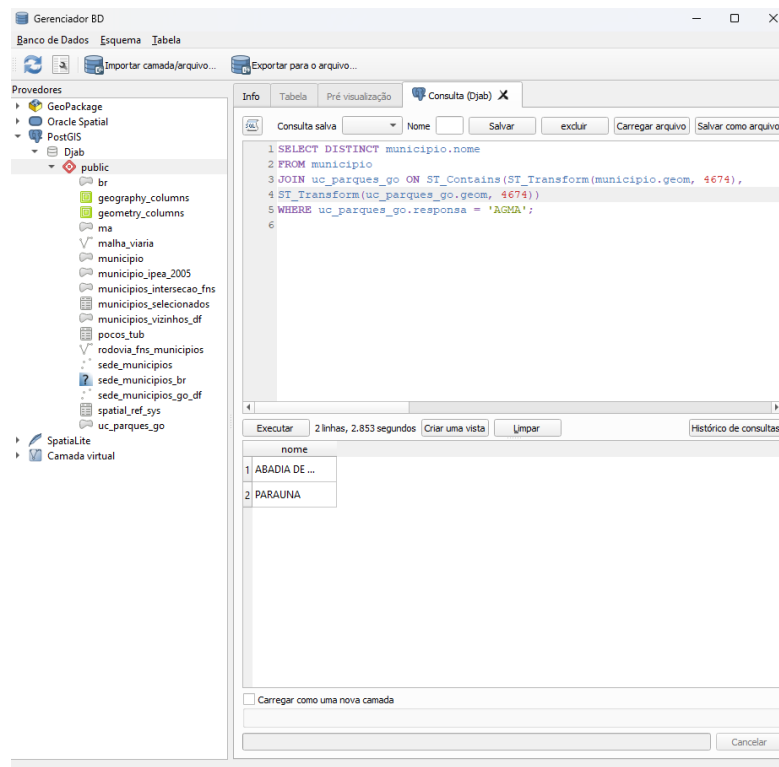 Gerenciador BD
Banco de Dados Esquema Tabela
Importar camada/arquivo... Exportar para o arquivo...
Provedores
GeoPackage
Oracle Spatial
PostGIS
Djab
public
br
geography_columns
geometry_columns
ma
malha_viaria
municipio
municipio_ipea_2005
municipios_intersecao_fns
municipios_selecionados
municipios_vizinhos_df
pocos_tub
rodovia_fns_municipios
sede_municipios
sede_municipios_br
sede_municipios_go_df
spatial_ref_sys
uc_parques_go
SpatiaLite
Camada virtual
Info Tabela Pré visualização Consulta (Djab)
Consulta salva Nome Salvar excluir Carregar arquivo Salvar como arquivo
1 SELECT DISTINCT municipio.nome
2 FROM municipio
3 JOIN uc_parques_go ON ST_Contains(ST_Transform(municipio.geom, 4674),
4 ST_Transform(uc_parques_go.geom, 4674))
5 WHERE uc_parques_go.responsa = 'AGMA';
6
Executar 2 linhas, 2.853 segundos Criar uma vista Limpar Histórico de consultas
nome
1 ABADIA DE ...
2 PARAUNA
Carregar como uma nova camada
Cancelar